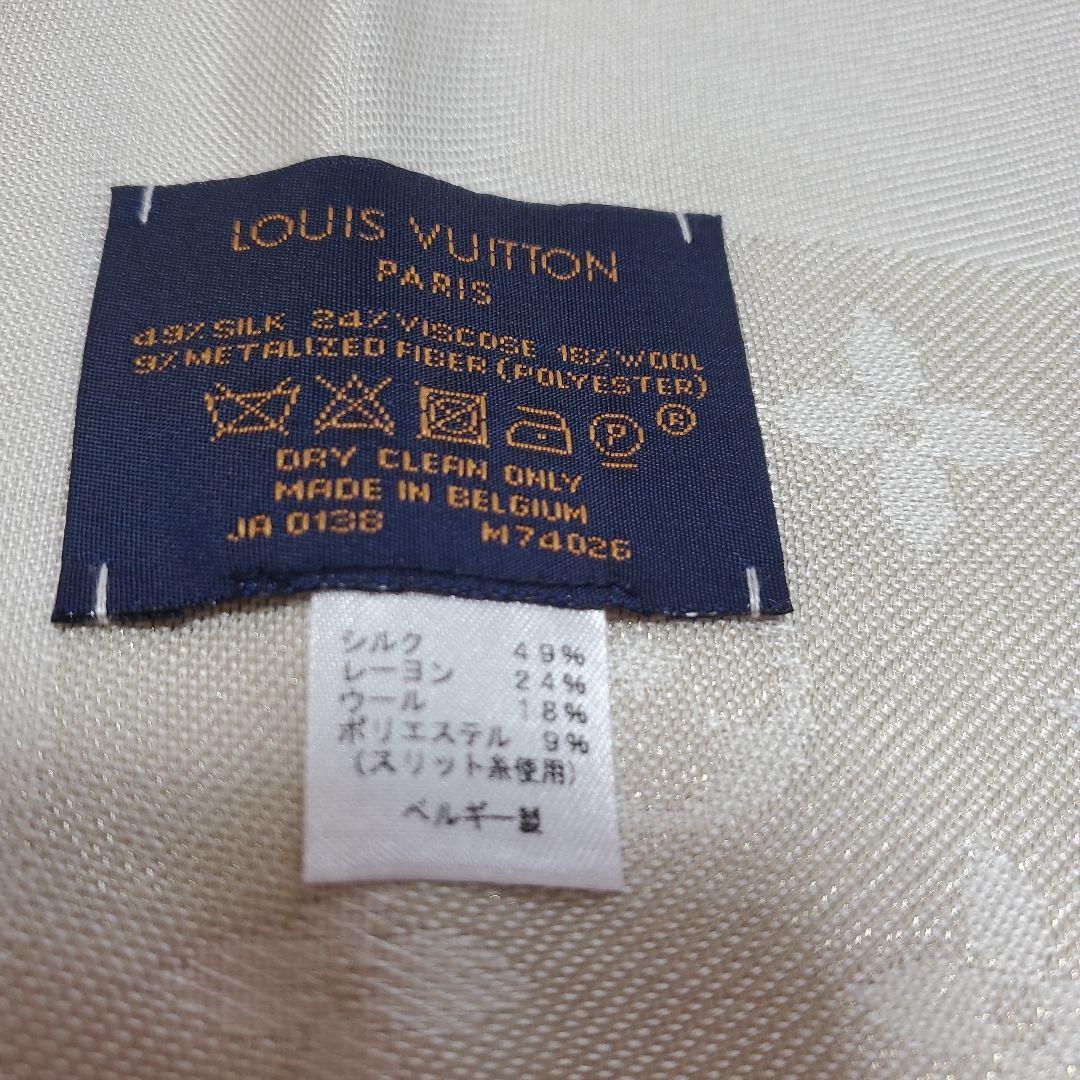 LOUIS VUITTON
PARIS
49% SILK 24% VISCOSE 18% WOOL
9% METALIZED FIBER (POLYESTER)
P R
DRY CLEAN ONLY
MADE IN BELGIUM
JA 0138 M74026
シルク 49%
レーヨン 24%
ウール 18%
ポリエステル 9%
(スリット糸使用)
ベルギー製